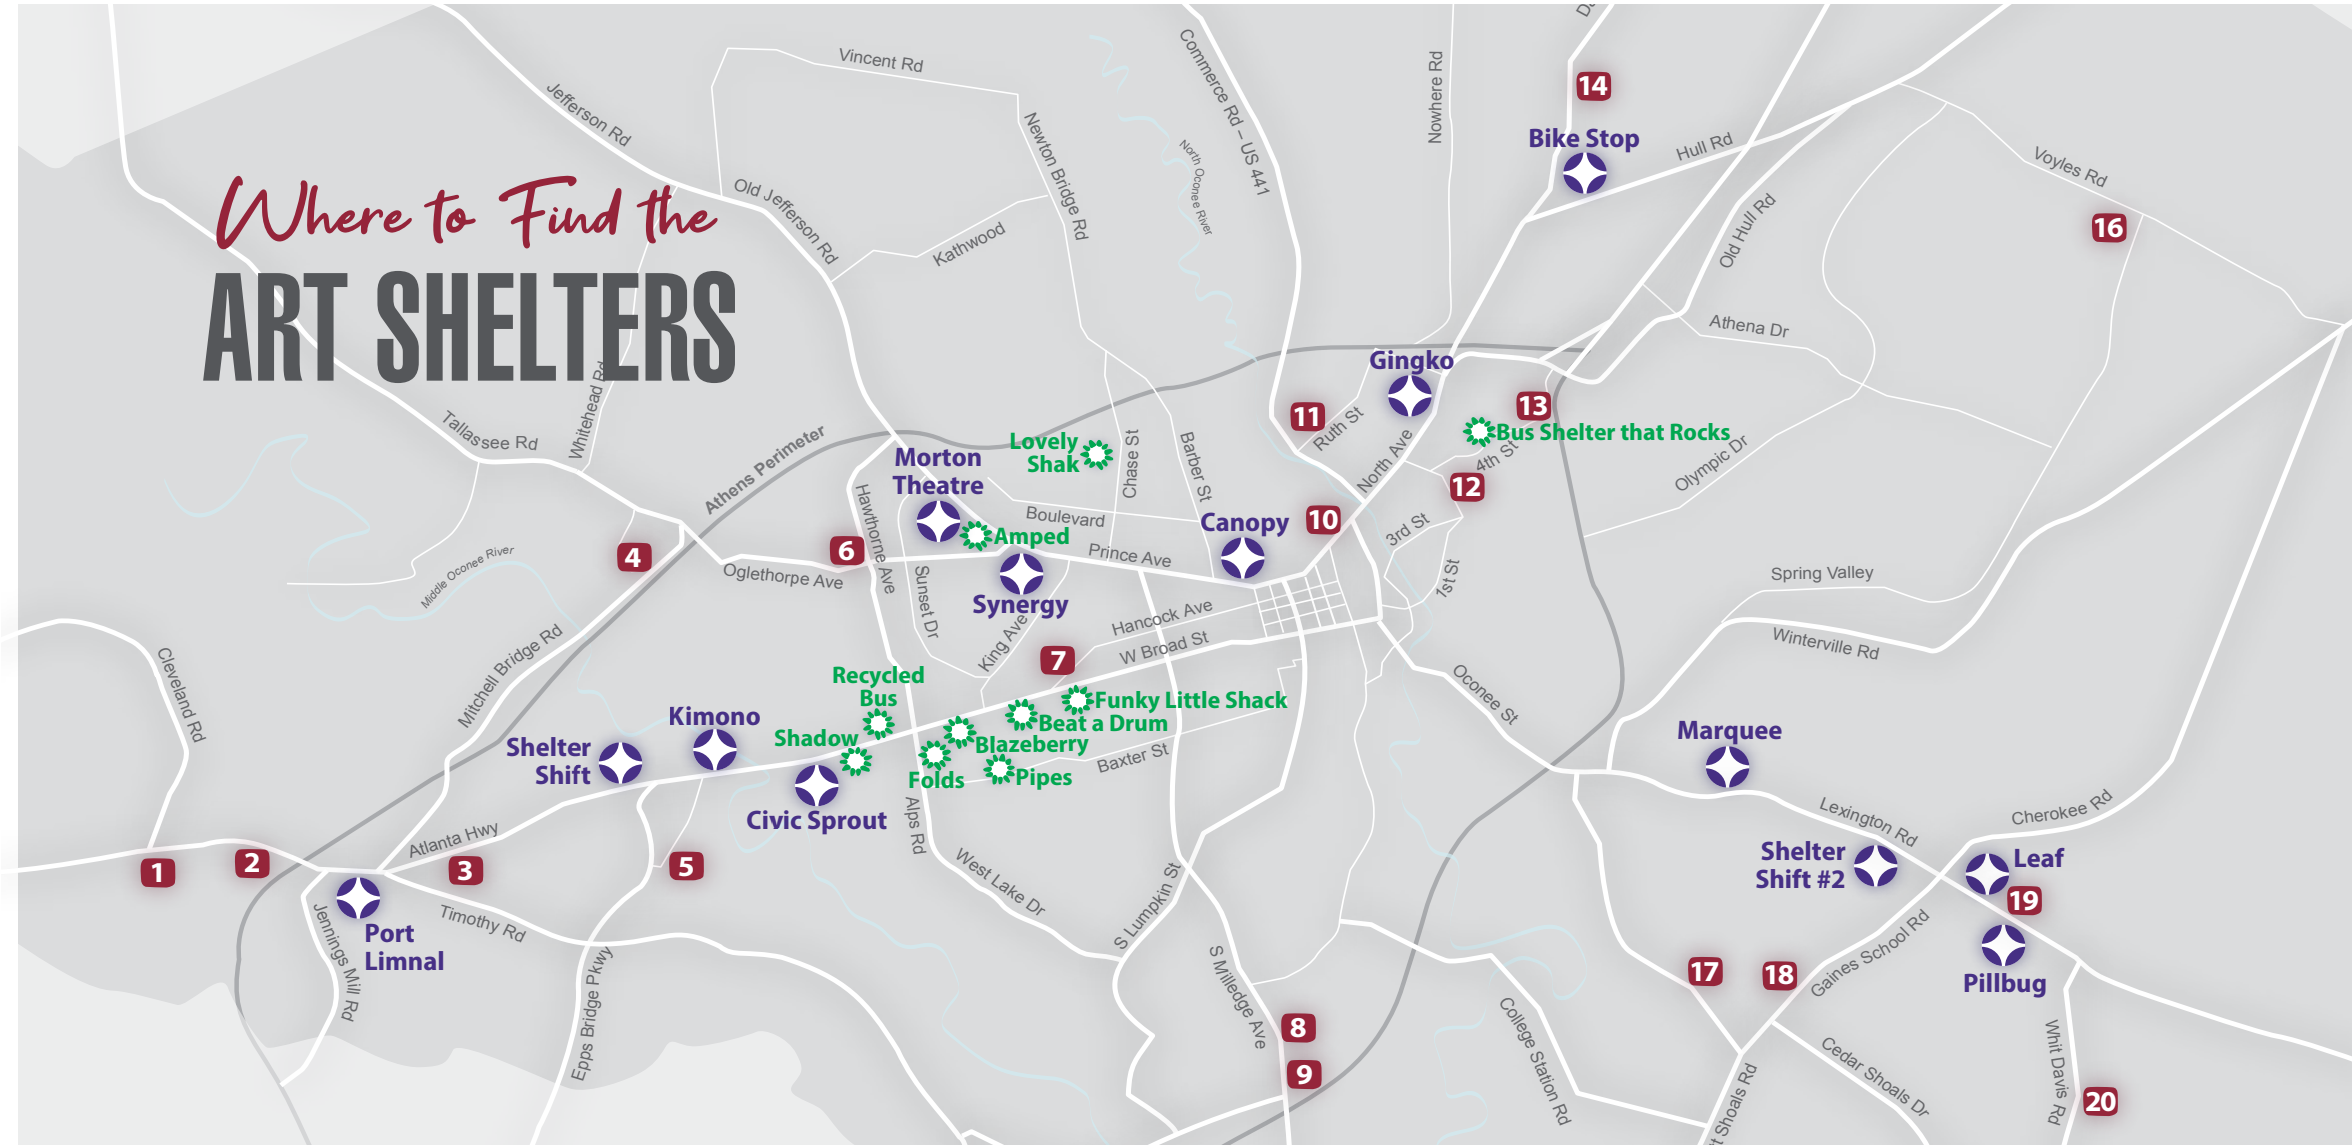 Where to Find the
ART SHELTERS
Vincent Rd
Jefferson Rd
Old Jefferson Rd
Newton Bridge Rd
Kathwood
North Oconee River
Commerce Rd – US 441
Nowhere Rd
14
Bike Stop
Hull Rd
Old Hull Rd
Voyles Rd
16
Athena Dr
Tallassee Rd
Whitehead Rd
Athens Perimeter
Middle Oconee River
4
Mitchell Bridge Rd
Cleveland Rd
Morton
Theatre
Lovely
Shak
Chase St
Barber St
Amped
Boulevard
Synergy
Prince Ave
Canopy
10
11
Ruth St
Gingko
North Ave
13
Bus Shelter that Rocks
4th St
12
3rd St
1st St
Olympic Dr
Spring Valley
Winterville Rd
6
Oglethorpe Ave
Hawthorne Ave
Sunset Dr
King Ave
Hancock Ave
W Broad St
7
Recycled
Bus
Shadow
Funky Little Shack
Beat a Drum
Blazeberry
Folds
Pipes
Baxter St
Kimono
Shelter
Shift
Civic Sprout
Alps Rd
Oconee St
Marquee
Lexington Rd
Cherokee Rd
Shelter
Shift #2
Leaf
19
Pillbug
Gaines School Rd
17
18
Cedar Shoals Dr
Whit Davis Rd
20
t Shoals Rd
College Station Rd
1
2
3
Atlanta Hwy
5
Port
Limnal
Jennings Mill Rd
Timothy Rd
Epps Bridge Pkwy
West Lake Dr
S Lumpkin St
S Milledge Ave
8
9